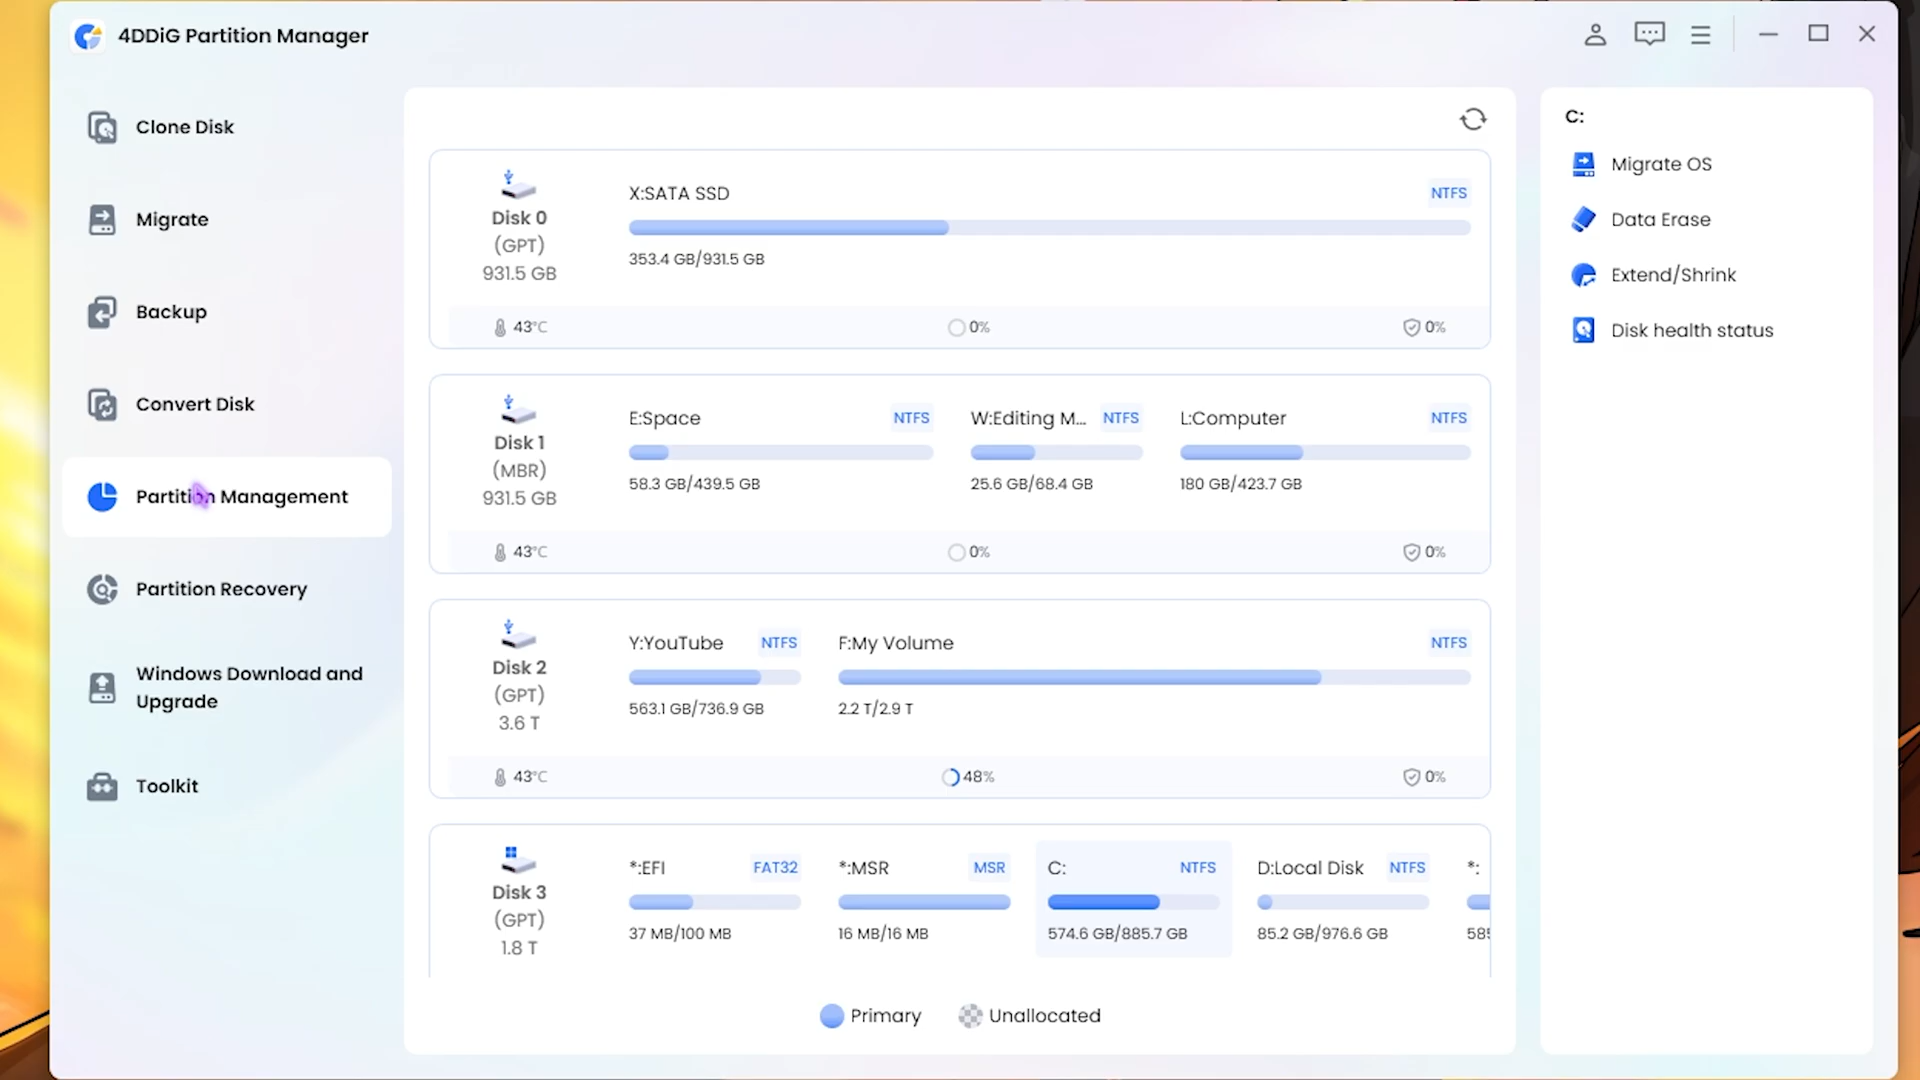 4DDiG Partition Manager
Clone Disk
Migrate
Backup
Convert Disk
Partition Management
Partition Recovery
Windows Download and
Upgrade
Toolkit
Disk 0
(GPT)
931.5 GB
X:SATA SSD
NTFS
353.4 GB/931.5 GB
43°C
0%
0%
Disk 1
(MBR)
931.5 GB
E:Space
NTFS
58.3 GB/439.5 GB
W:Editing M...
NTFS
25.6 GB/68.4 GB
L:Computer
NTFS
180 GB/423.7 GB
43°C
0%
0%
Disk 2
(GPT)
3.6 T
Y:YouTube
NTFS
563.1 GB/736.9 GB
F:My Volume
NTFS
2.2 T/2.9 T
43°C
48%
0%
Disk 3
(GPT)
1.8 T
*:EFI
FAT32
37 MB/100 MB
*:MSR
MSR
16 MB/16 MB
C:
NTFS
574.6 GB/885.7 GB
D:Local Disk
NTFS
85.2 GB/976.6 GB
*:
Primary
Unallocated
C:
Migrate OS
Data Erase
Extend/Shrink
Disk health status